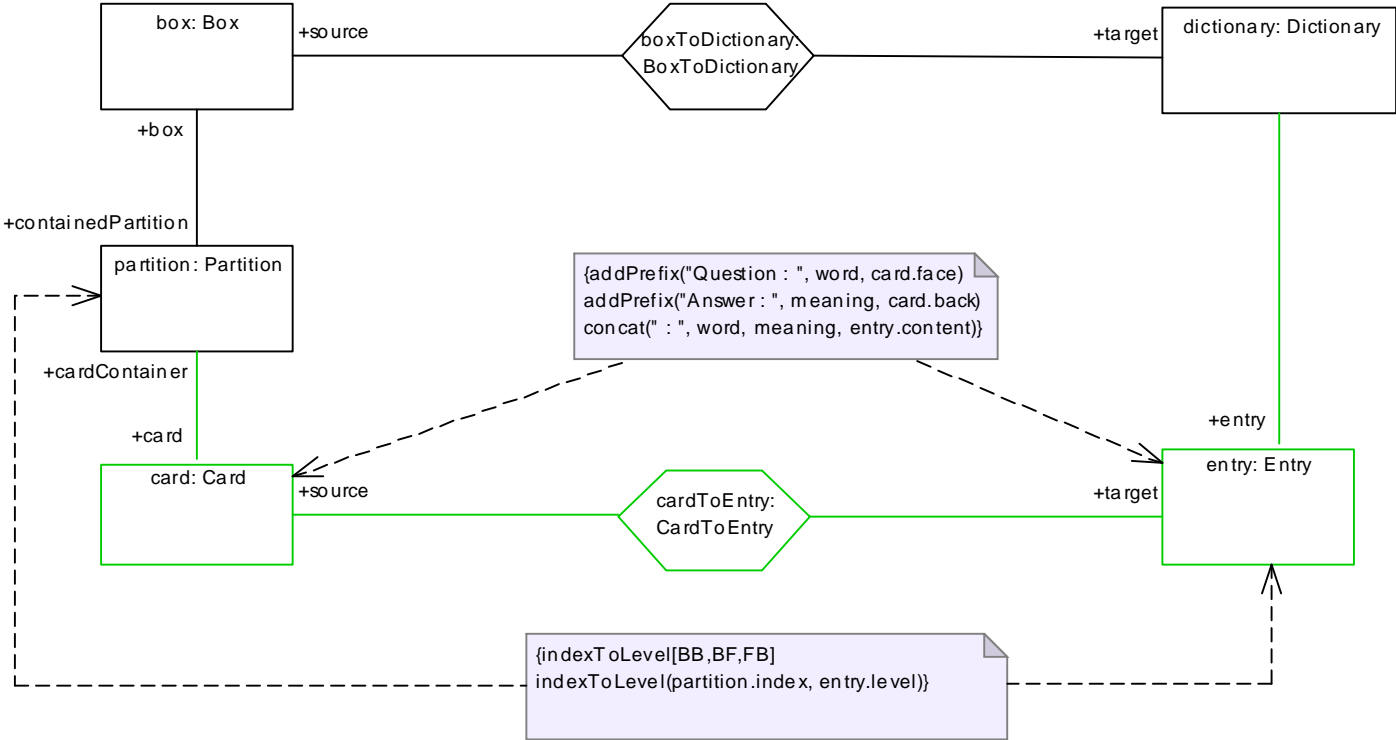 box: Box
+source
boxToDictionary:
BoxToDictionary
+target
dictionary: Dictionary
+box
+containedPartition
partition: Partition
{addPrefix("Question : ", word, card.face)
addPrefix("Answer : ", meaning, card.back)
concat(" : ", word, meaning, entry.content)}
+cardContainer
+card
+entry
card: Card
+source
cardToEntry:
CardToEntry
+target
entry: Entry
{indexToLevel[BB,BF,FB]
indexToLevel(partition.index, entry.level)}